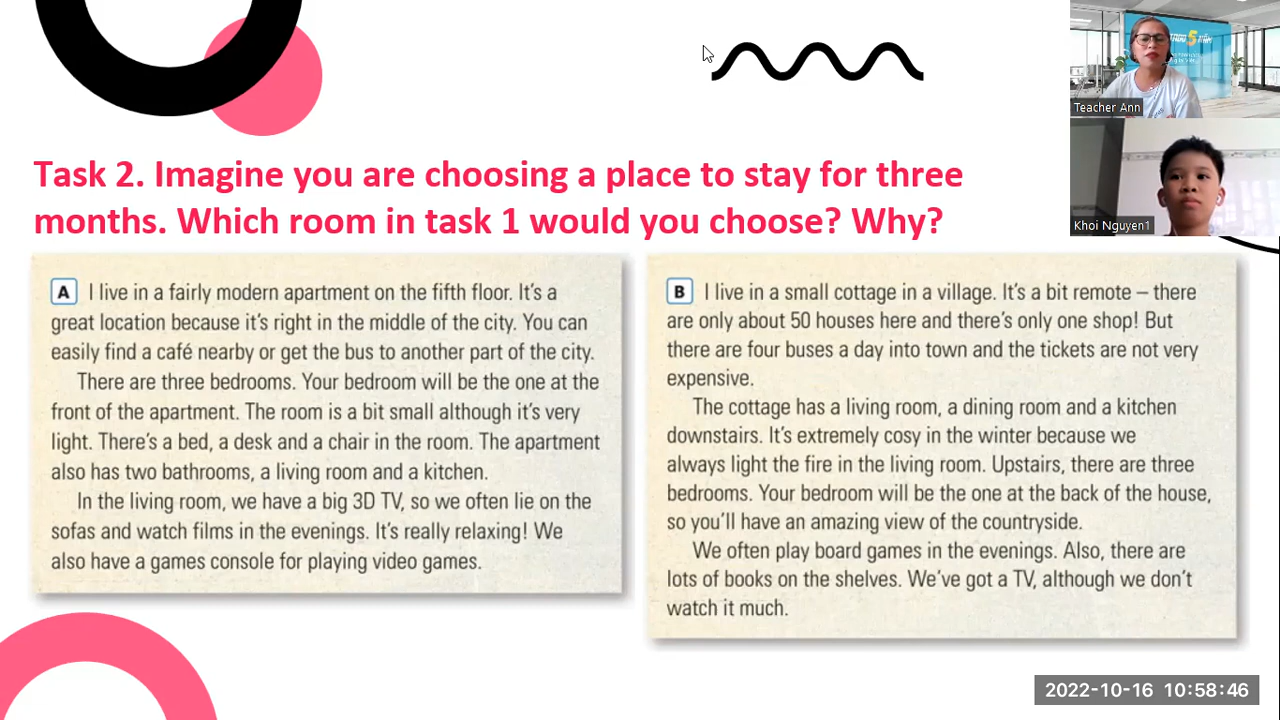 Task 2. Imagine you are choosing a place to stay for three
months. Which room in task 1 would you choose? Why?
A I live in a fairly modern apartment on the fifth floor. It's a
great location because it's right in the middle of the city. You can
easily find a café nearby or get the bus to another part of the city.
There are three bedrooms. Your bedroom will be the one at the
front of the apartment. The room is a bit small although it's very
light. There's a bed, a desk and a chair in the room. The apartment
also has two bathrooms, a living room and a kitchen.
In the living room, we have a big 3D TV, so we often lie on the
sofas and watch films in the evenings. It's really relaxing! We
also have a games console for playing video games.
B I live in a small cottage in a village. It's a bit remote – there
are only about 50 houses here and there's only one shop! But
there are four buses a day into town and the tickets are not very
expensive.
The cottage has a living room, a dining room and a kitchen
downstairs. It's extremely cosy in the winter because we
always light the fire in the living room. Upstairs, there are three
bedrooms. Your bedroom will be the one at the back of the house,
so you'll have an amazing view of the countryside.
We often play board games in the evenings. Also, there are
lots of books on the shelves. We've got a TV, although we don't
watch it much.
Teacher Ann
Khoi Nguyen1
2022-10-16 10:58:46